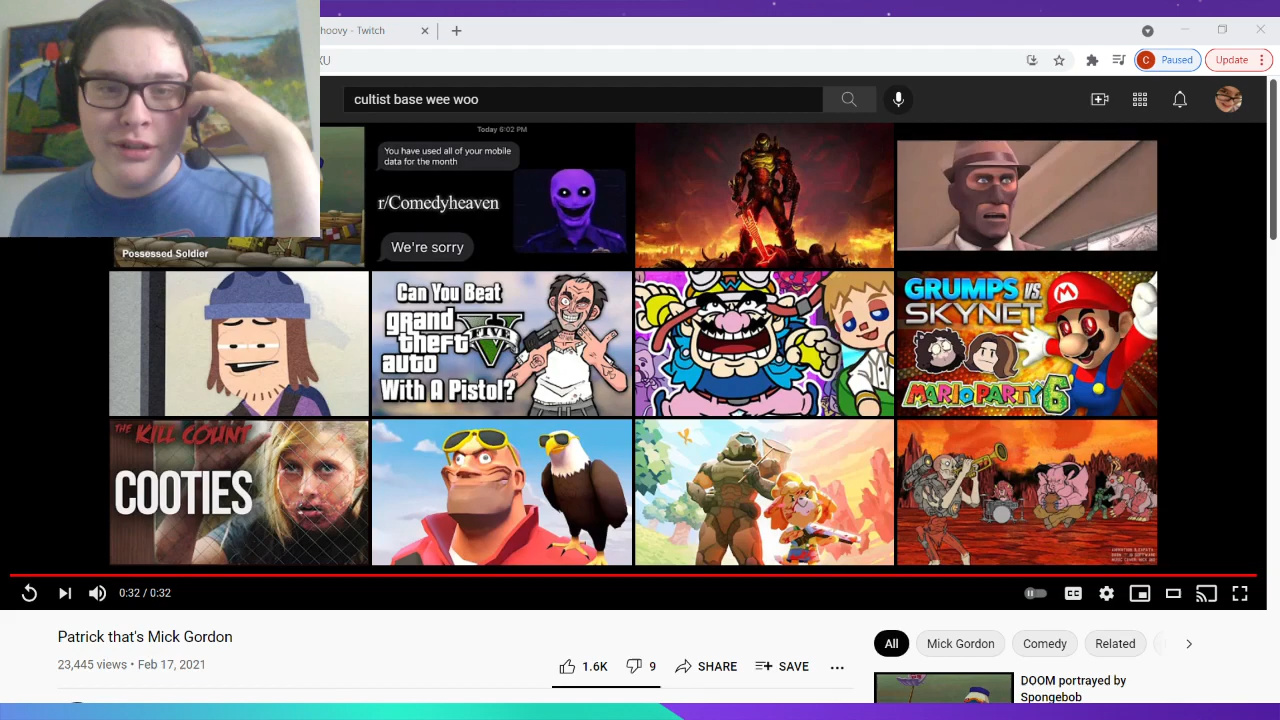 hoovy - Twitch
KU
Paused
Update
C
cultist base wee woo
Possessed Soldier
Today 6:02 PM
You have used all of your mobile
data for the month
r/Comedyheaven
We're sorry
Can You Beat
grand
theft
auto
V
FIVE
With A Pistol?
GRUMPS VS.
SKYNET
MARIO PARTY 6
THE KILL COUNT
COOTIES
0:32 / 0:32
CC
Patrick that's Mick Gordon
23,445 views • Feb 17, 2021
1.6K
9
SHARE
SAVE
All
Mick Gordon
Comedy
Related
DOOM portrayed by
Spongebob